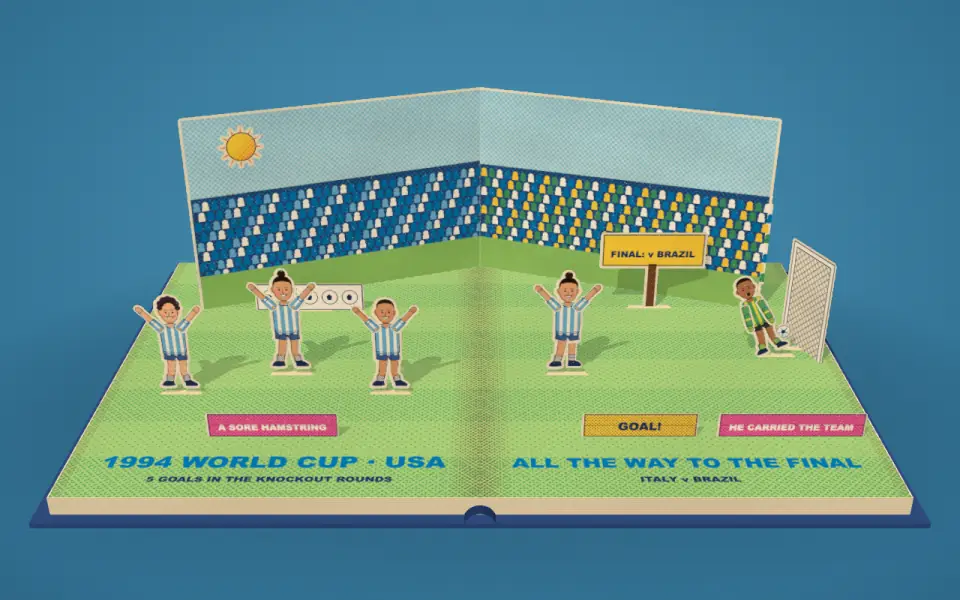 FINAL: v BRAZIL
A SORE HAMSTRING
GOAL!
HE CARRIED THE TEAM
1994 WORLD CUP · USA
5 GOALS IN THE KNOCKOUT ROUNDS
ALL THE WAY TO THE FINAL
ITALY v BRAZIL